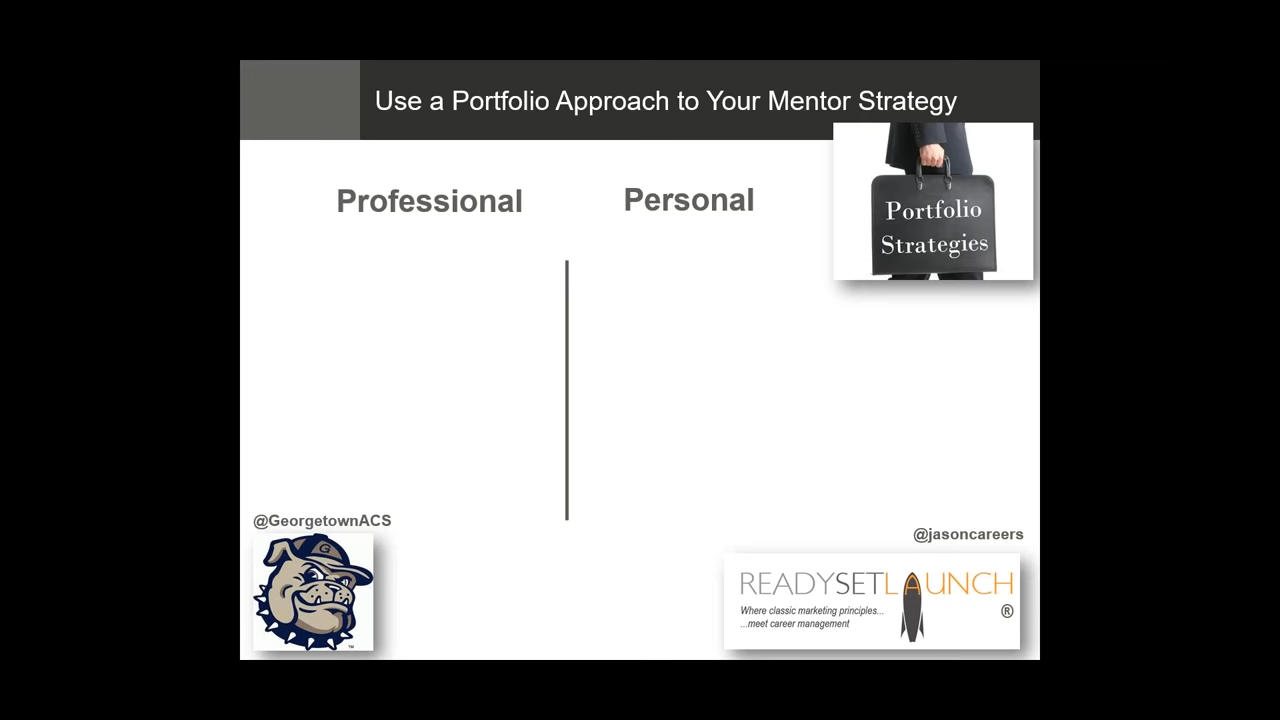 Use a Portfolio Approach to Your Mentor Strategy
Professional
Personal
Portfolio
Strategies
@GeorgetownACS
G
™
@jasoncareers
READYSETLAUNCH
®
Where classic marketing principles...
...meet career management